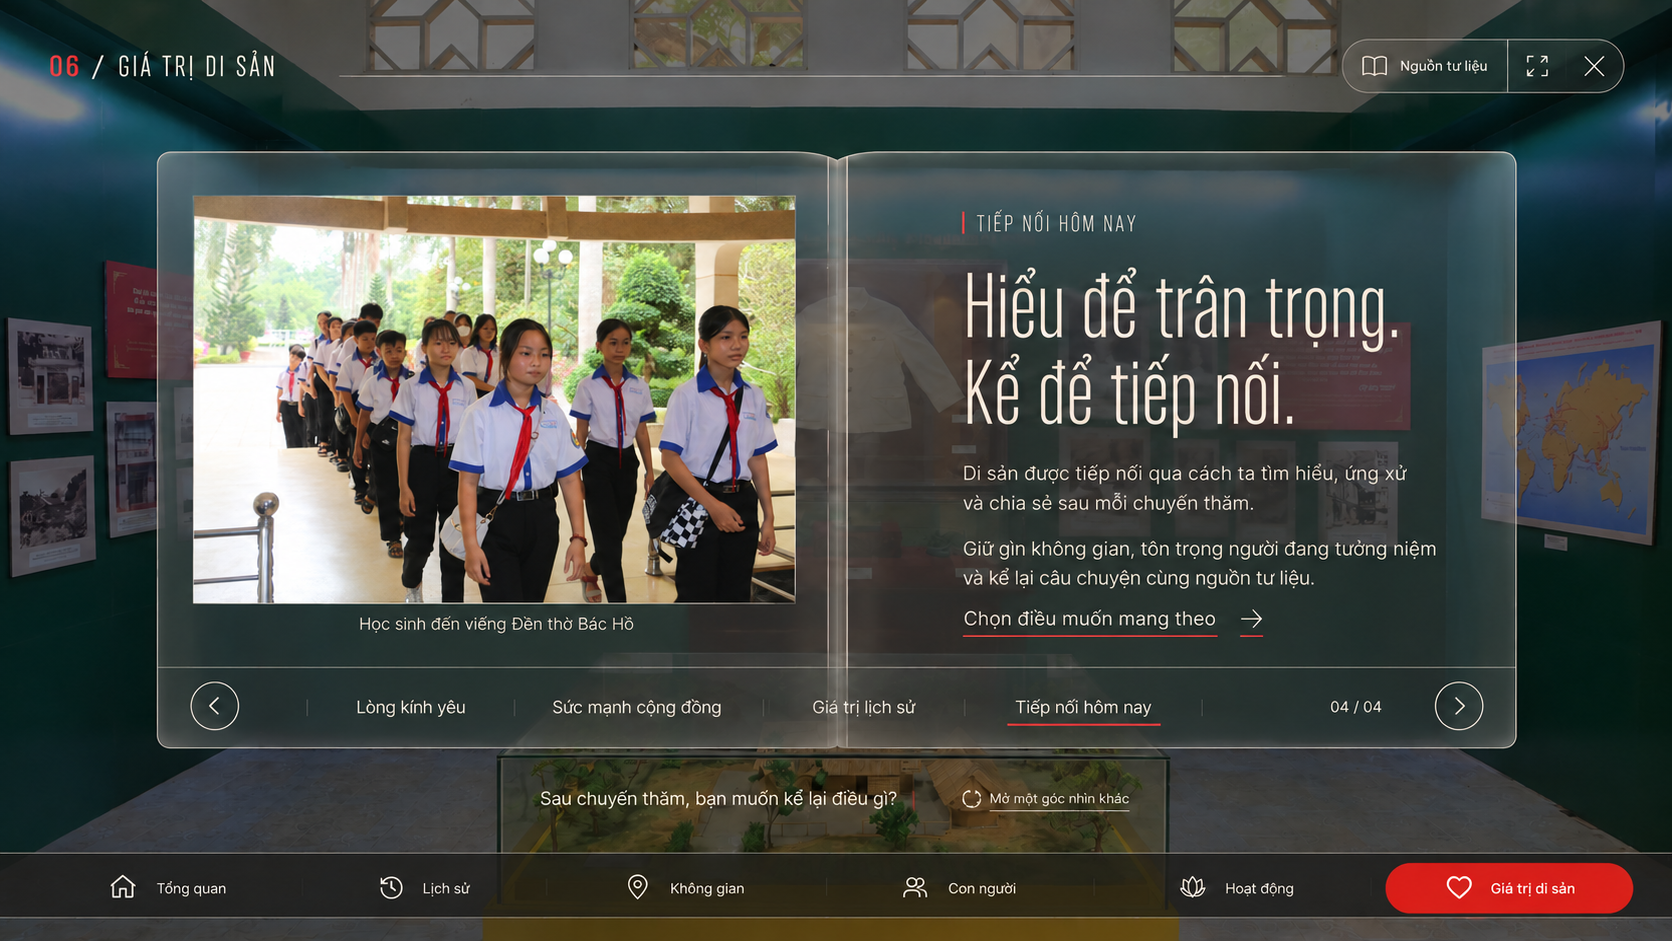 06 / GIÁ TRỊ DI SẢN
Nguồn tư liệu
TIẾP NỐI HÔM NAY
Hiểu để trân trọng.
Kể để tiếp nối.
Di sản được tiếp nối qua cách ta tìm hiểu, ứng xử
và chia sẻ sau mỗi chuyến thăm.
Giữ gìn không gian, tôn trọng người đang tưởng niệm
và kể lại câu chuyện cùng nguồn tư liệu.
Chọn điều muốn mang theo
Học sinh đến viếng Đền thờ Bác Hồ
Lòng kính yêu
Sức mạnh cộng đồng
Giá trị lịch sử
Tiếp nối hôm nay
04 / 04
Sau chuyến thăm, bạn muốn kể lại điều gì?
Mở một góc nhìn khác
Tổng quan
Lịch sử
Không gian
Con người
Hoạt động
Giá trị di sản